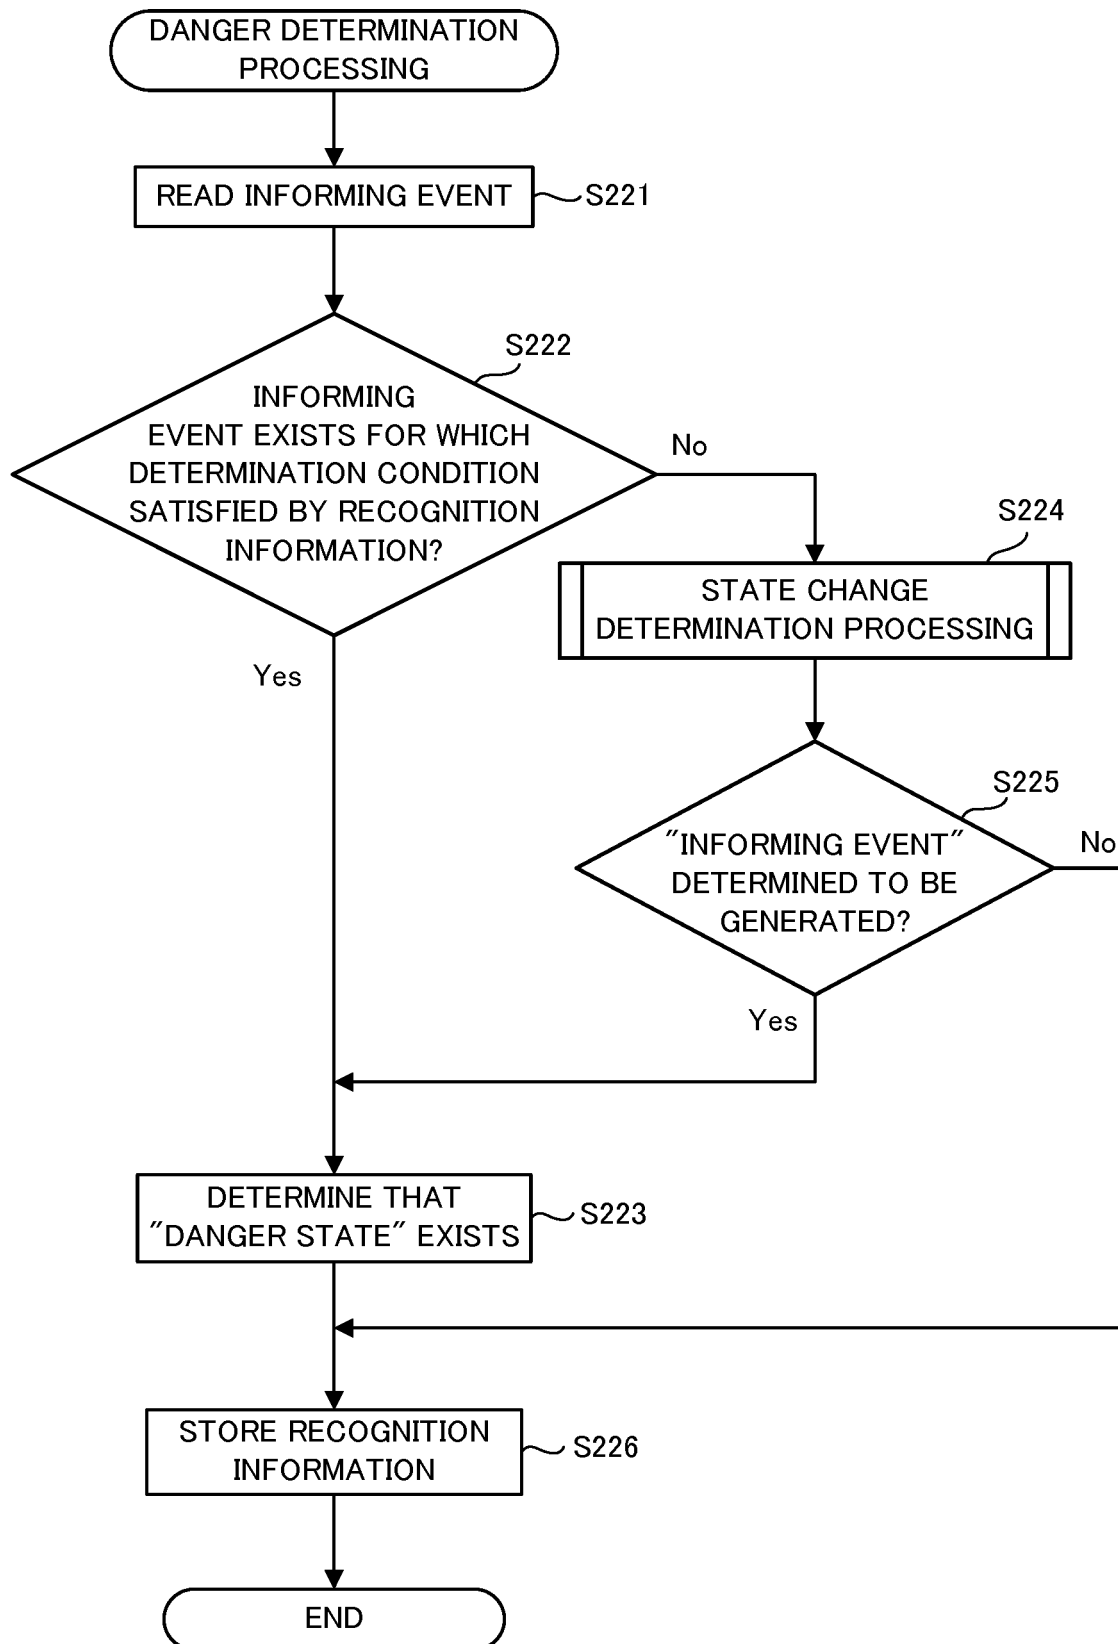 DANGER DETERMINATION
PROCESSING
READ INFORMING EVENT
S221
S222
INFORMING
EVENT EXISTS FOR WHICH
DETERMINATION CONDITION
SATISFIED BY RECOGNITION
INFORMATION?
No
Yes
S224
STATE CHANGE
DETERMINATION PROCESSING
S225
"INFORMING EVENT"
DETERMINED TO BE
GENERATED?
No
Yes
DETERMINE THAT
"DANGER STATE" EXISTS
S223
STORE RECOGNITION
INFORMATION
S226
END